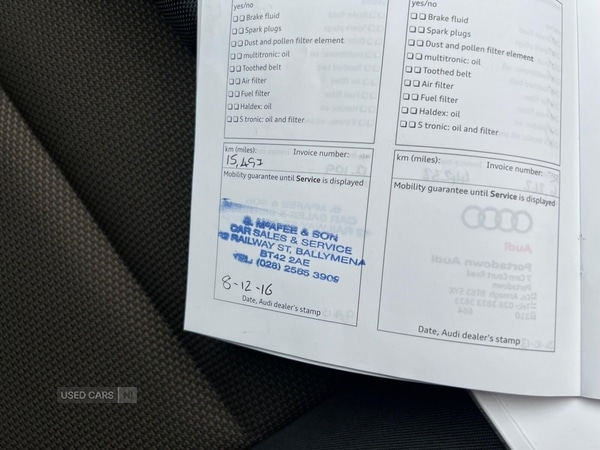 yes/no
Brake fluid
Spark plugs
Dust and pollen filter element
multitronic: oil
Toothed belt
Air filter
Fuel filter
Haldex: oil
S tronic: oil and filter
km (miles):
Invoice number:
15,497
Mobility guarantee until Service is displayed
S. McAFEE & SON
CAR SALES & SERVICE
RAILWAY ST, BALLYMENA
BT42 2AE
TEL: (028) 2565 3909
8-12-16
Date, Audi dealer's stamp
yes/no
Brake fluid
Spark plugs
Dust and pollen filter element
multitronic: oil
Toothed belt
Air filter
Fuel filter
Haldex: oil
S tronic: oil and filter
km (miles):
Invoice number:
Mobility guarantee until Service is displayed
Audi
Portadown Audi
Date, Audi dealer's stamp
USED CARS NI